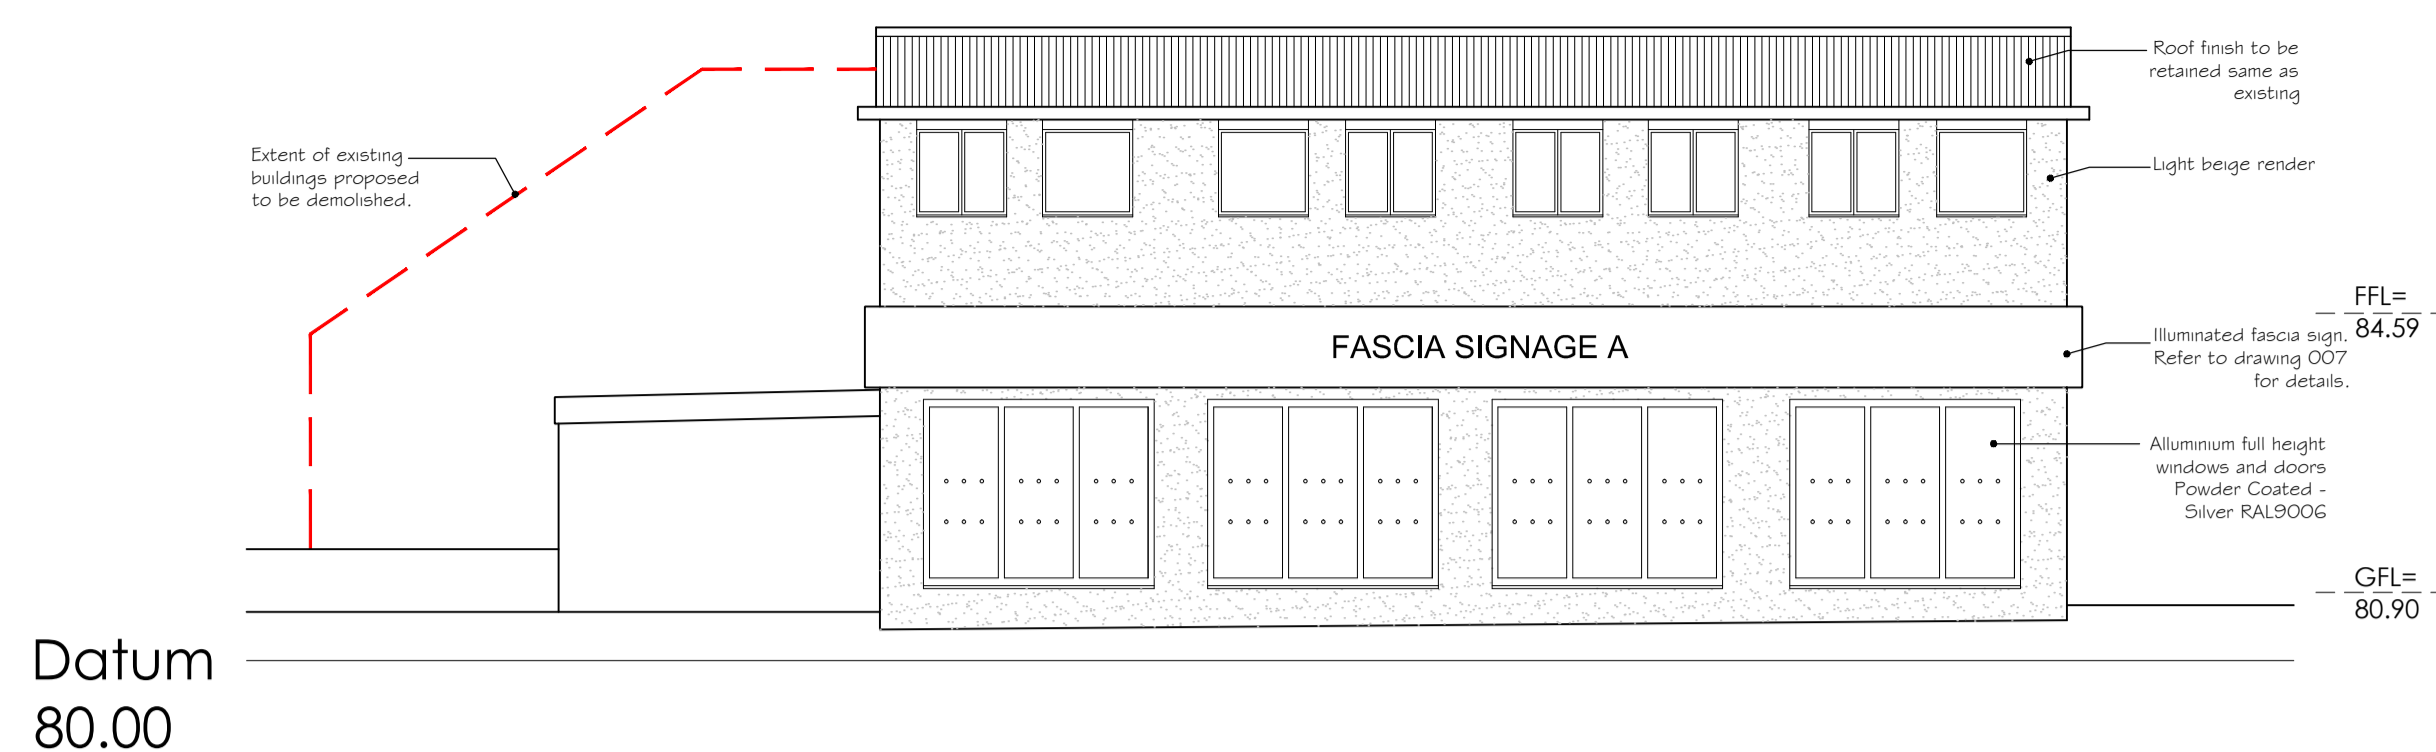 Roof finish to be
retained same as
existing
Extent of existing
buildings proposed
to be demolished.
Light beige render
FFL=
84.59
FASCIA SIGNAGE A
Illuminated fascia sign.
Refer to drawing 007
for details.
Alluminium full height
windows and doors
Powder Coated -
Silver RAL9006
GFL=
80.90
Datum
80.00